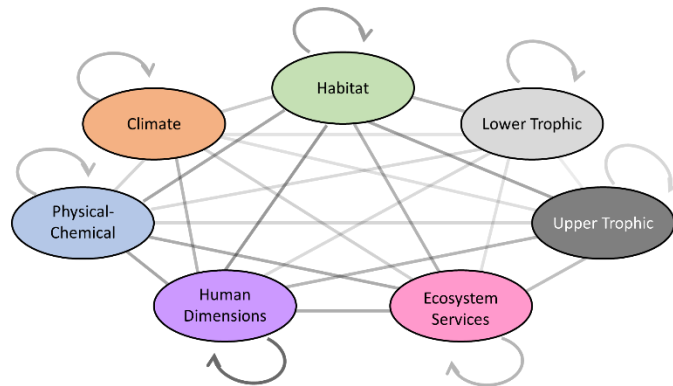 Habitat
Climate
Lower Trophic
Physical-
Chemical
Upper Trophic
Human
Dimensions
Ecosystem
Services